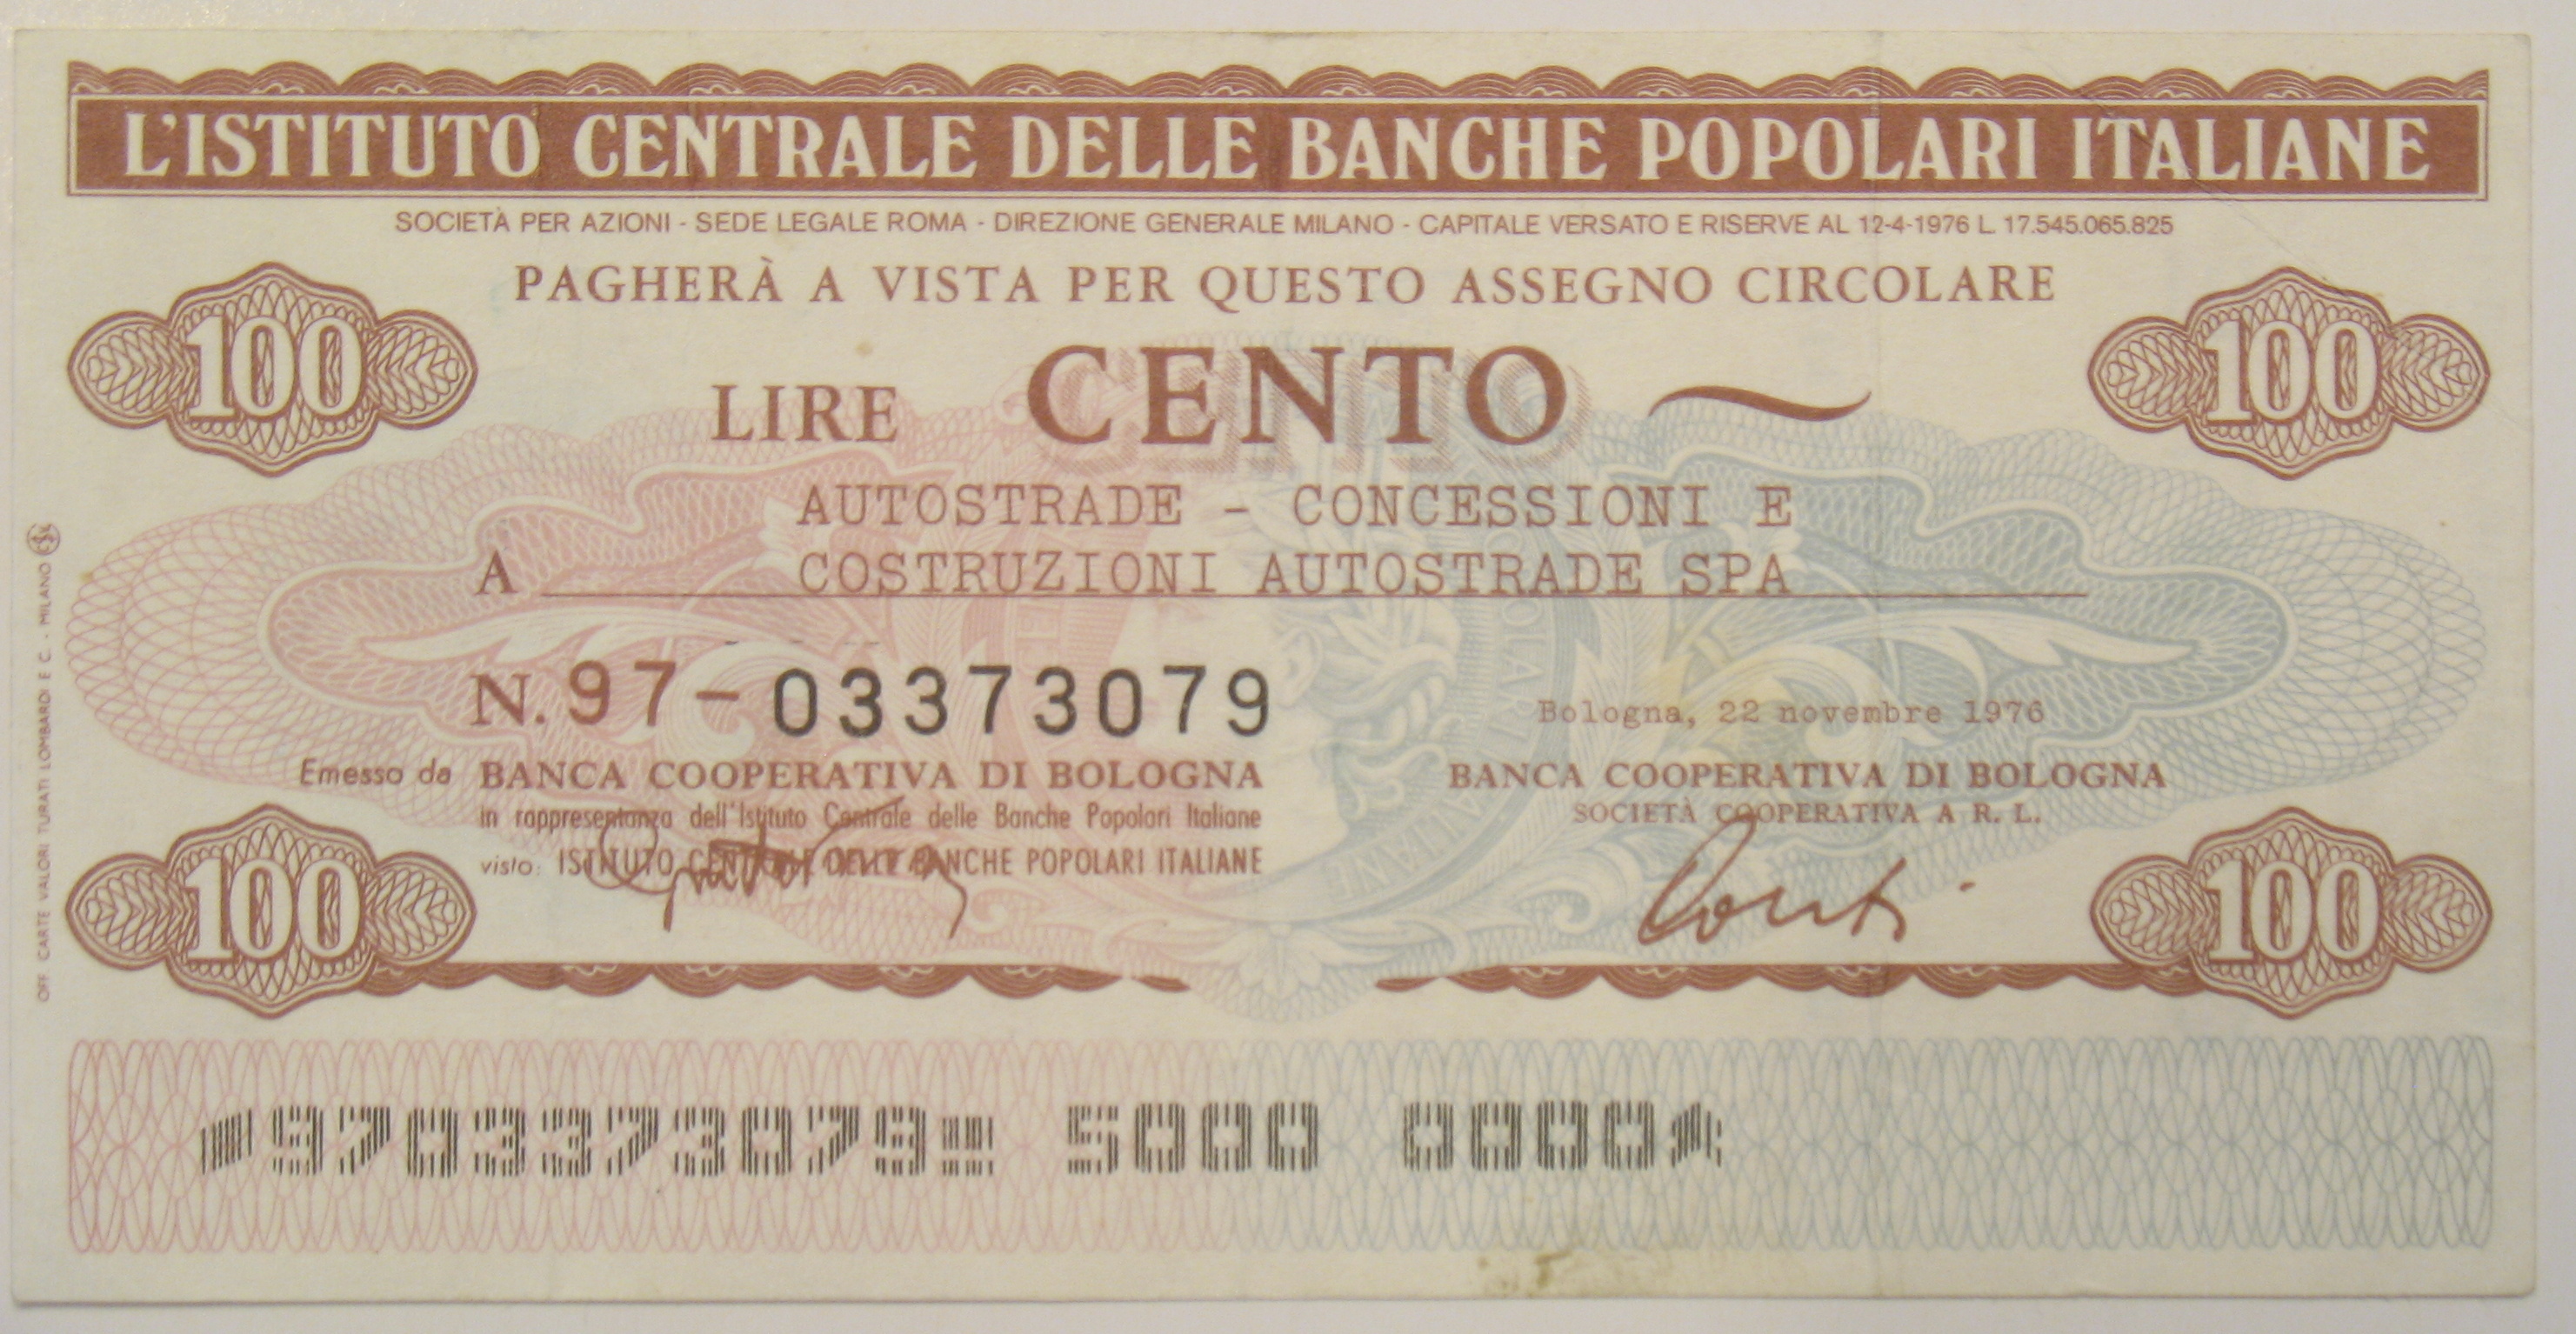 L'ISTITUTO CENTRALE DELLE BANCHE POPOLARI ITALIANE
SOCIETÀ PER AZIONI - SEDE LEGALE ROMA - DIREZIONE GENERALE MILANO - CAPITALE VERSATO E RISERVE AL 12-4-1976 L. 17.545.065.825
PAGHERÀ A VISTA PER QUESTO ASSEGNO CIRCOLARE
100
100
LIRE CENTO
AUTOSTRADE - CONCESSIONI E
A COSTRUZIONI AUTOSTRADE SPA
N. 97-03373079
Bologna, 22 novembre 1976
Emesso da BANCA COOPERATIVA DI BOLOGNA
in rappresentanza dell'Istituto Centrale delle Banche Popolari Italiane
visto: ISTITUTO CENTRALE DELLE BANCHE POPOLARI ITALIANE
BANCA COOPERATIVA DI BOLOGNA
SOCIETÀ COOPERATIVA A R. L.
Conti
100
100
OFF. CARTE VALORI TURATI LOMBARDI E C. - MILANO
9703373079 5000 0000